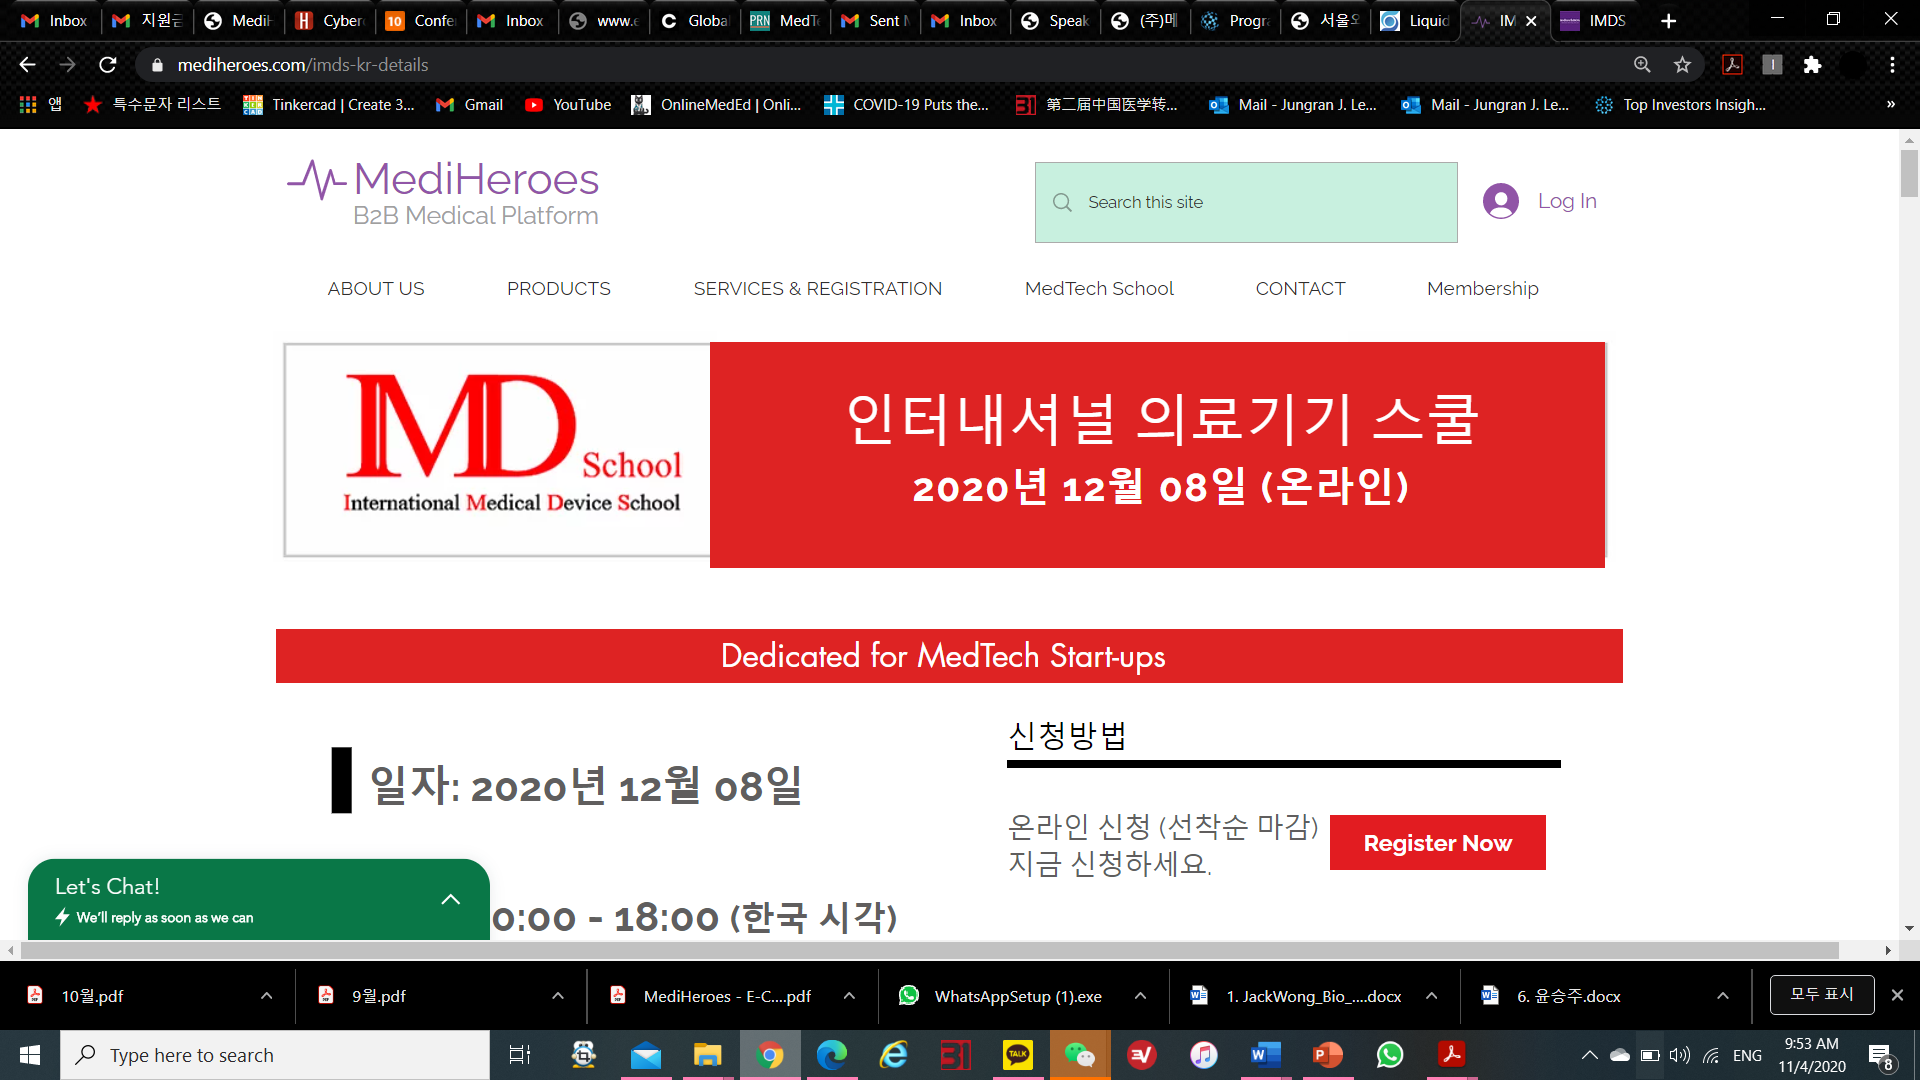 Inbox
지원금
MediH
Cyber
Confe
Inbox
www.e
Global
MedTe
Sent M
Inbox
Speak
(주)메
Progra
서울의
Liquid
IM
IMDS
mediheroes.com/imds-kr-details
앱
특수문자 리스트
Tinkercad | Create 3...
Gmail
YouTube
OnlineMedEd | Onli...
COVID-19 Puts the...
第二届中国医学转...
Mail - Jungran J. Le...
Mail - Jungran J. Le...
Top Investors Insigh...
MediHeroes
B2B Medical Platform
Search this site
Log In
ABOUT US
PRODUCTS
SERVICES & REGISTRATION
MedTech School
CONTACT
Membership
IMD School
International Medical Device School
인터내셔널 의료기기 스쿨
2020년 12월 08일 (온라인)
Dedicated for MedTech Start-ups
일자: 2020년 12월 08일
0:00 - 18:00 (한국 시각)
신청방법
온라인 신청 (선착순 마감)
지금 신청하세요.
Register Now
Let's Chat!
We'll reply as soon as we can
10월.pdf
9월.pdf
MediHeroes - E-C....pdf
WhatsAppSetup (1).exe
1. JackWong_Bio_....docx
6. 윤승주.docx
모두 표시
Type here to search
TALK
ENG
9:53 AM
11/4/2020
8